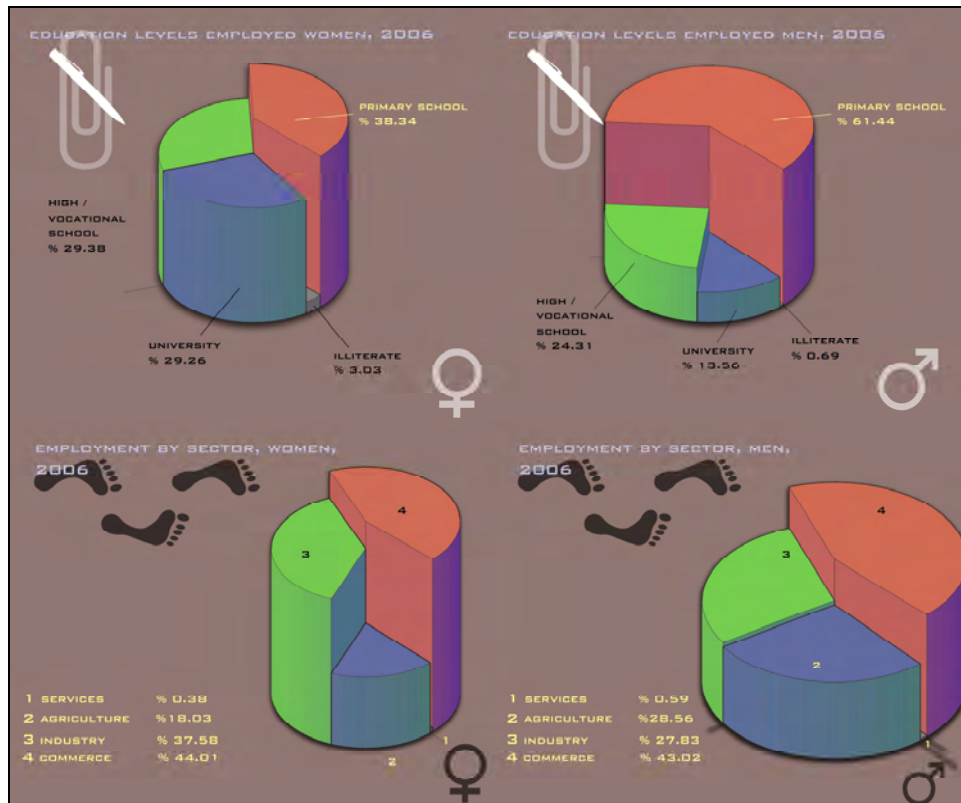 EDUCATION LEVELS EMPLOYED WOMEN, 2006
PRIMARY SCHOOL
% 38.34
HIGH /
VOCATIONAL
SCHOOL
% 29.38
UNIVERSITY
% 29.26
ILLITERATE
% 3.03
EDUCATION LEVELS EMPLOYED MEN, 2006
PRIMARY SCHOOL
% 61.44
HIGH /
VOCATIONAL
SCHOOL
% 24.31
UNIVERSITY
% 13.56
ILLITERATE
% 0.69
EMPLOYMENT BY SECTOR, WOMEN,
2006
4
3
1 SERVICES % 0.38
2 AGRICULTURE %18.03
3 INDUSTRY % 37.58
4 COMMERCE % 44.01
1
2
EMPLOYMENT BY SECTOR, MEN,
2006
4
3
2
1 SERVICES % 0.59
2 AGRICULTURE %28.56
3 INDUSTRY % 27.83
4 COMMERCE % 43.02
1